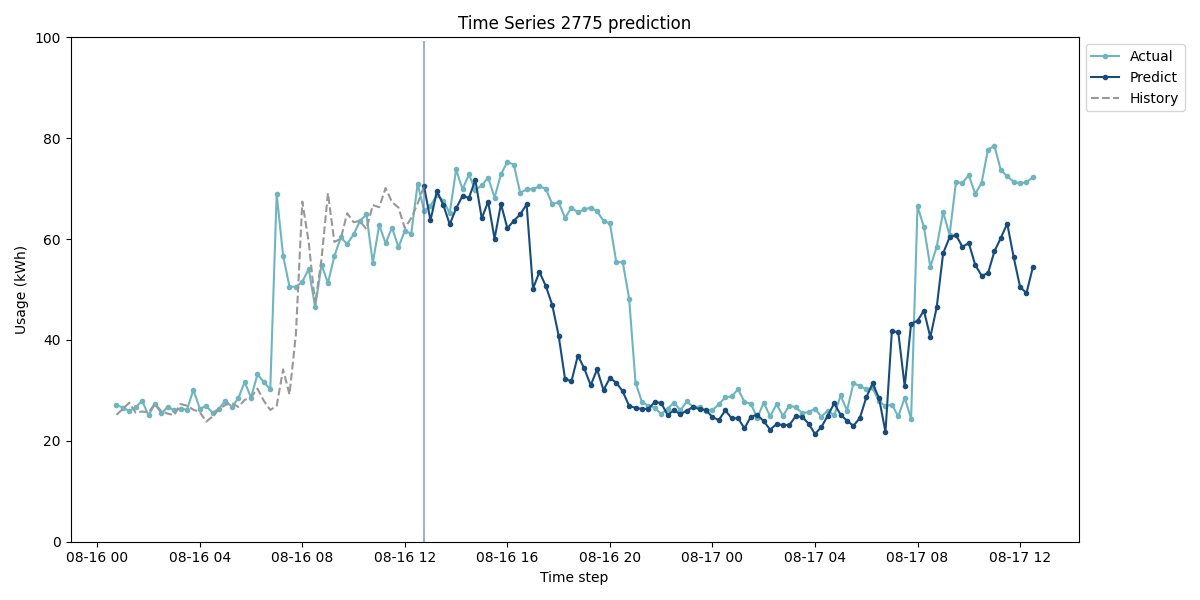 Time Series 2775 prediction
Usage (kWh)
100
80
60
40
20
0
08-16 00
08-16 04
08-16 08
08-16 12
08-16 16
08-16 20
08-17 00
08-17 04
08-17 08
08-17 12
Time step
Actual
Predict
History